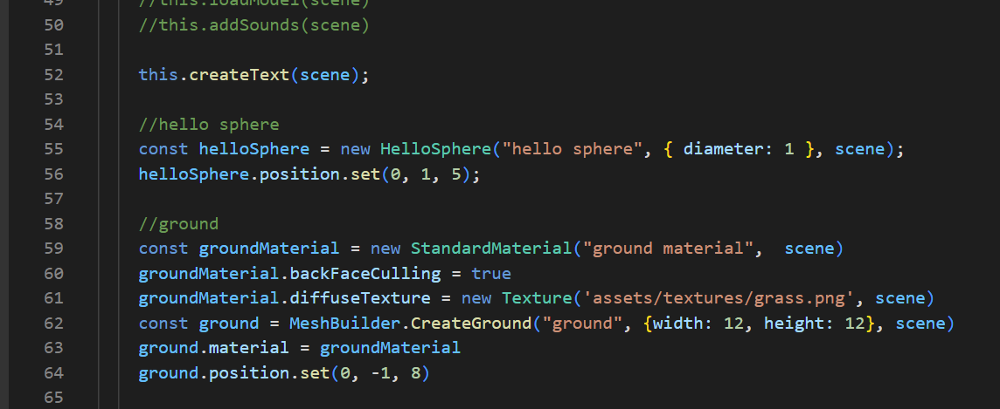 49 //this.loadModel(scene)
50 //this.addSounds(scene)
51
52 this.createText(scene);
53
54 //hello sphere
55 const helloSphere = new HelloSphere("hello sphere", { diameter: 1 }, scene);
56 helloSphere.position.set(0, 1, 5);
57
58 //ground
59 const groundMaterial = new StandardMaterial("ground material",  scene)
60 groundMaterial.backFaceCulling = true
61 groundMaterial.diffuseTexture = new Texture('assets/textures/grass.png', scene)
62 const ground = MeshBuilder.CreateGround("ground", {width: 12, height: 12}, scene)
63 ground.material = groundMaterial
64 ground.position.set(0, -1, 8)
65